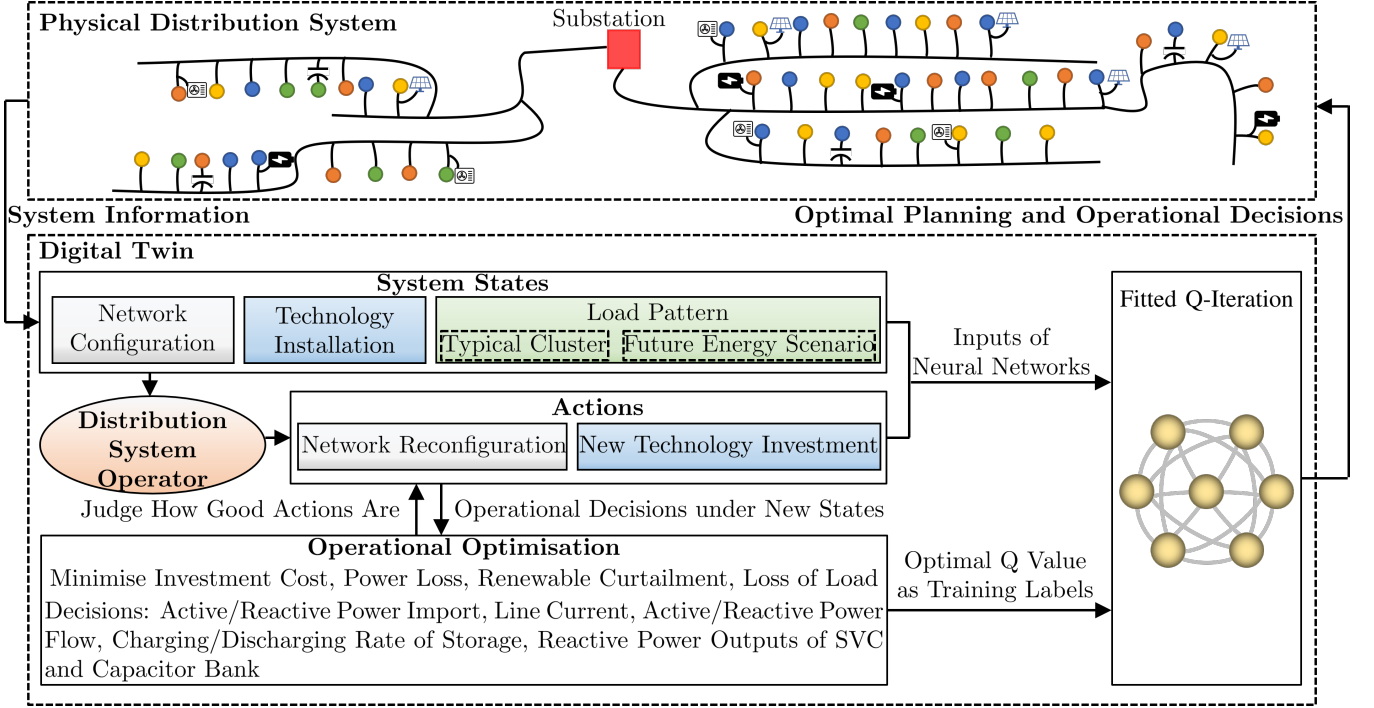 Physical Distribution System
Substation
System Information
Optimal Planning and Operational Decisions
Digital Twin
System States
Network
Configuration
Technology
Installation
Load Pattern
Typical Cluster
Future Energy Scenario
Fitted Q-Iteration
Inputs of
Neural Networks
Distribution
System
Operator
Actions
Network Reconfiguration
New Technology Investment
Judge How Good Actions Are
Operational Decisions under New States
Operational Optimisation
Minimise Investment Cost, Power Loss, Renewable Curtailment, Loss of Load
Decisions: Active/Reactive Power Import, Line Current, Active/Reactive Power
Flow, Charging/Discharging Rate of Storage, Reactive Power Outputs of SVC
and Capacitor Bank
Optimal Q Value
as Training Labels